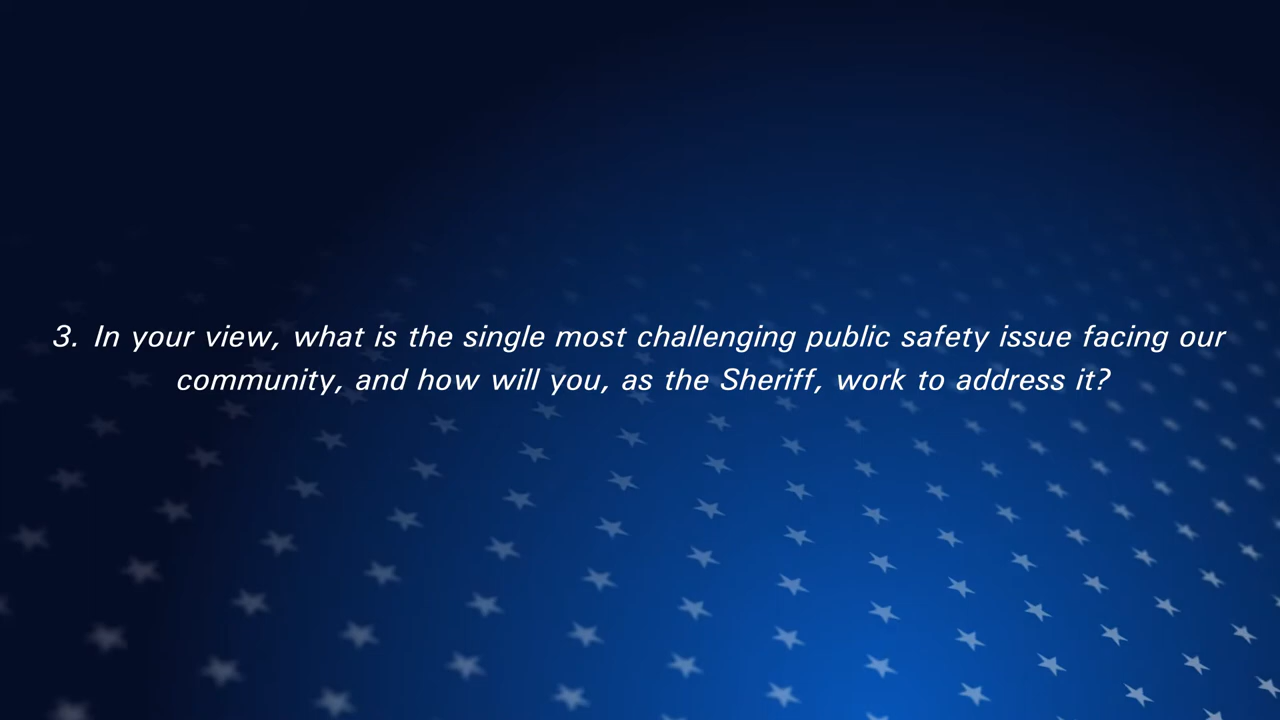 3. In your view, what is the single most challenging public safety issue facing our
community, and how will you, as the Sheriff, work to address it?